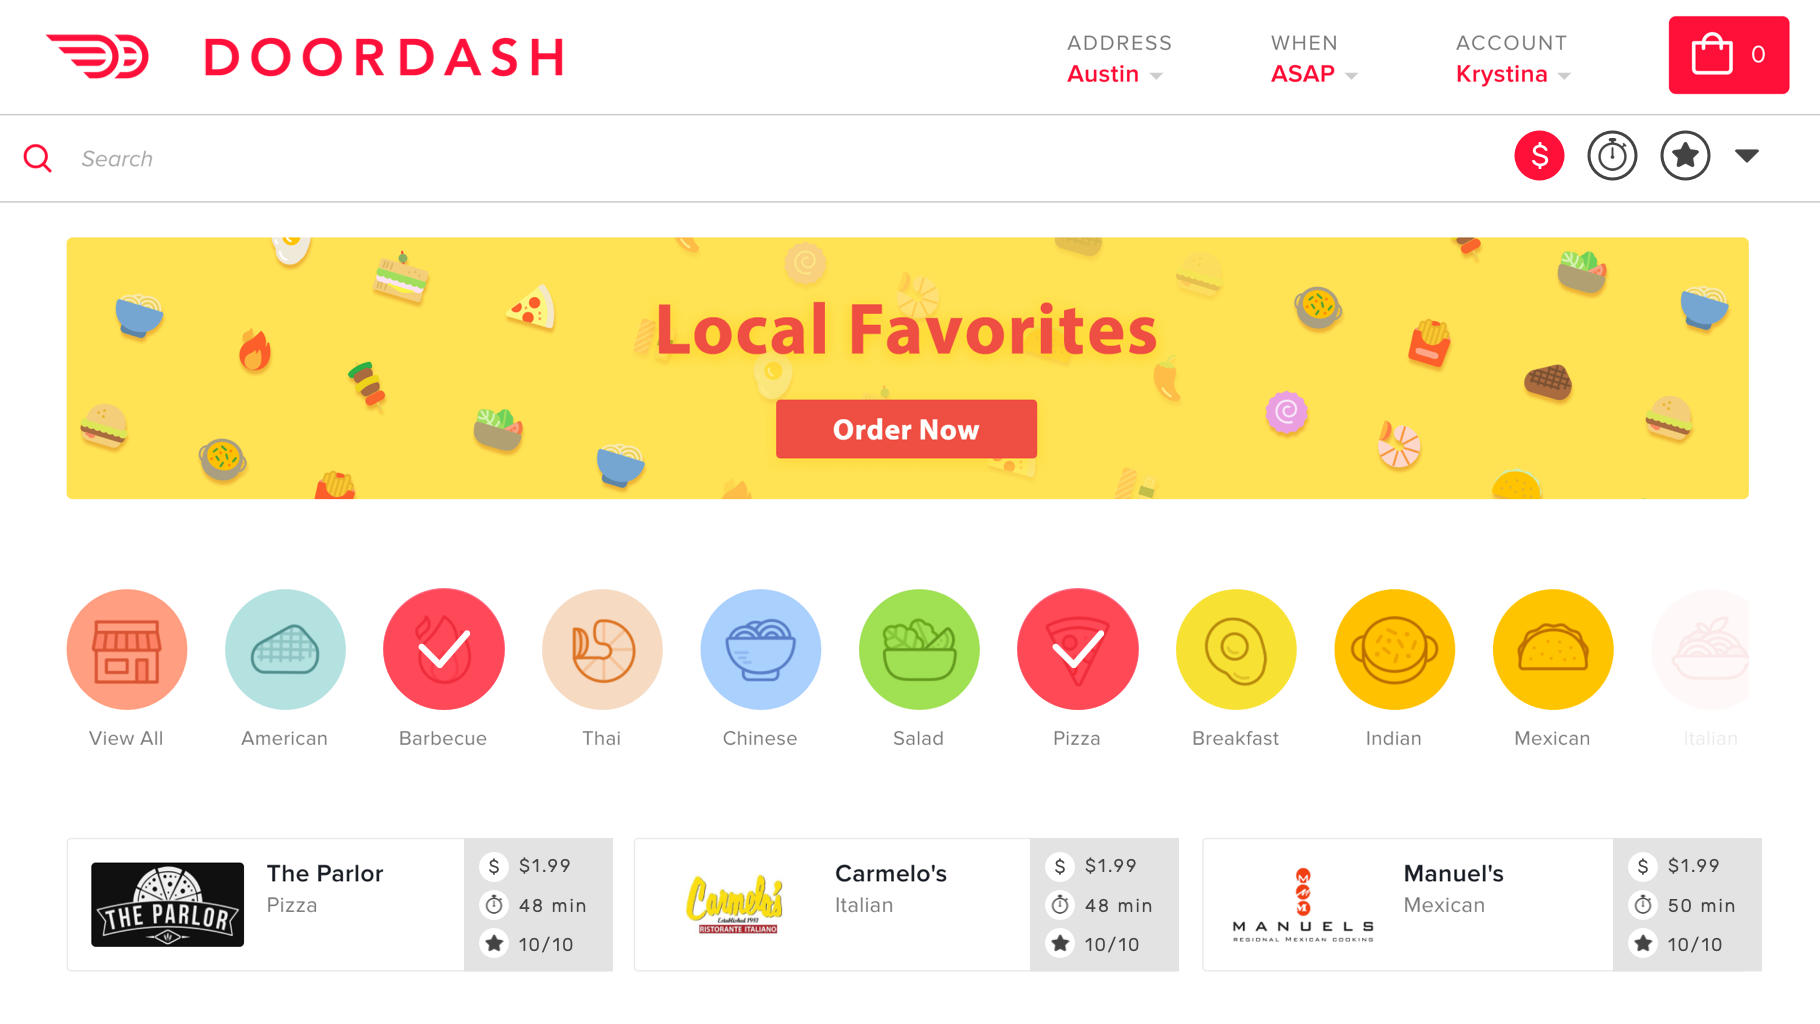 DOORDASH
ADDRESS
Austin
WHEN
ASAP
ACCOUNT
Krystina
0
Search
$
Local Favorites
Order Now
View All
American
Barbecue
Thai
Chinese
Salad
Pizza
Breakfast
Indian
Mexican
Italian
THE PARLOR
The Parlor
Pizza
$ $1.99
48 min
10/10
Carmelo's
Established 1981
RISTORANTE ITALIANO
Carmelo's
Italian
$ $1.99
48 min
10/10
MANUELS
REGIONAL MEXICAN COOKING
Manuel's
Mexican
$ $1.99
50 min
10/10